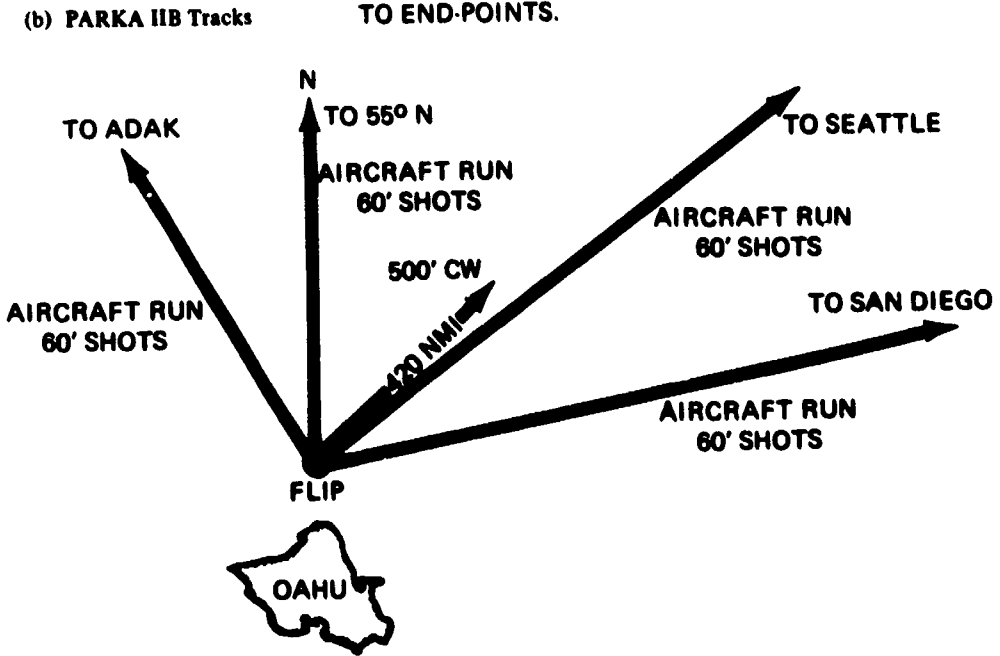 (b) PARKA IIB Tracks
TO END-POINTS.
N
TO ADAK
TO 55º N
TO SEATTLE
AIRCRAFT RUN
60' SHOTS
AIRCRAFT RUN
60' SHOTS
500' CW
420 NMI
AIRCRAFT RUN
60' SHOTS
TO SAN DIEGO
AIRCRAFT RUN
60' SHOTS
FLIP
OAHU